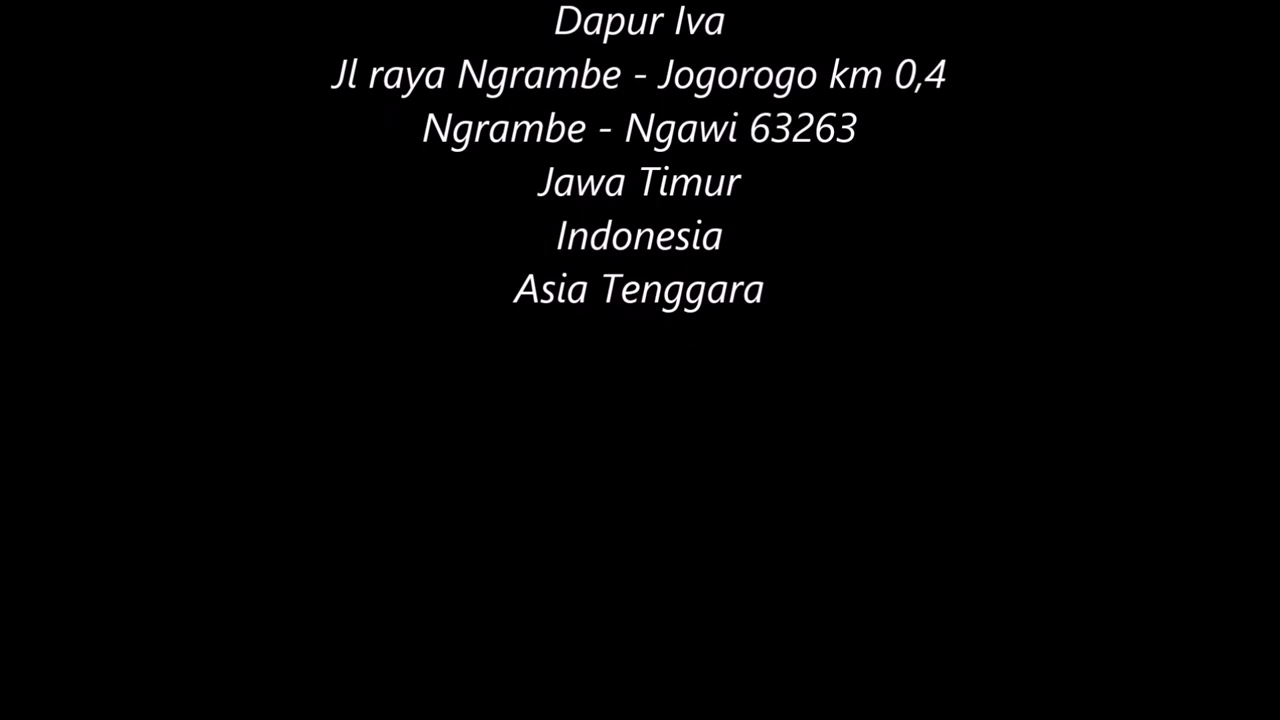 Dapur Iva
Jl raya Ngrambe - Jogorogo km 0,4
Ngrambe - Ngawi 63263
Jawa Timur
Indonesia
Asia Tenggara